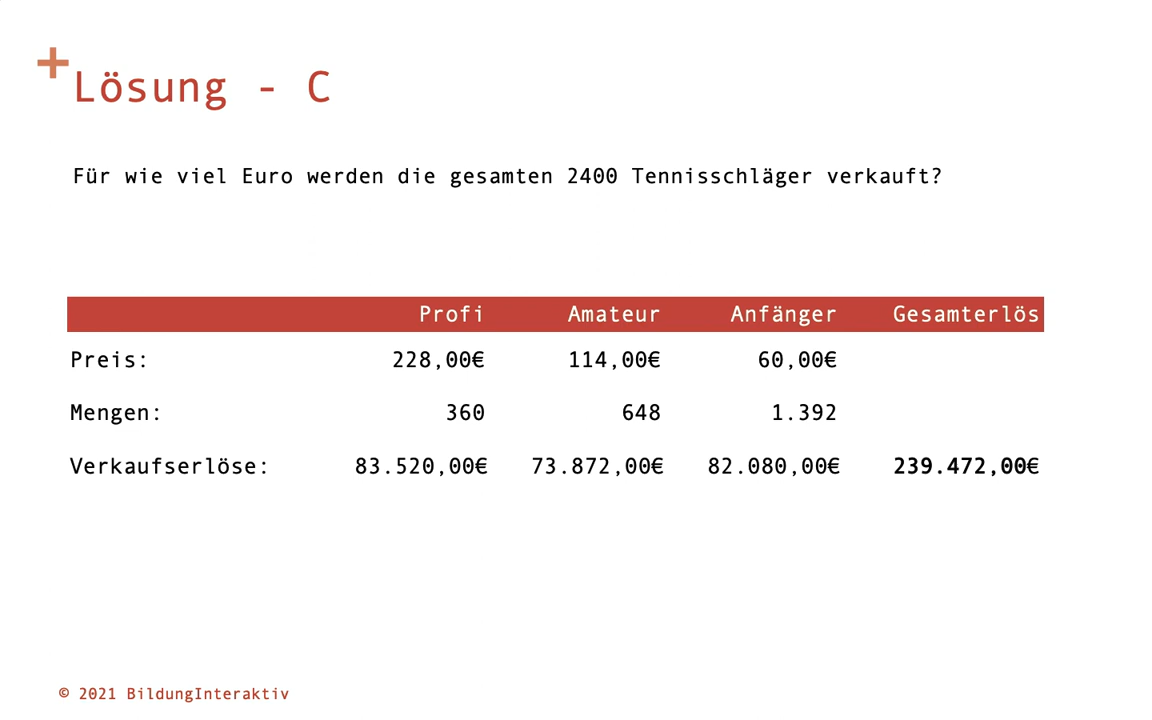 +
Lösung - C
Für wie viel Euro werden die gesamten 2400 Tennisschläger verkauft?
Profi Amateur Anfänger Gesamterlös
Preis: 228,00€ 114,00€ 60,00€
Mengen: 360 648 1.392
Verkaufserlöse: 83.520,00€ 73.872,00€ 82.080,00€ 239.472,00€
© 2021 BildungInteraktiv